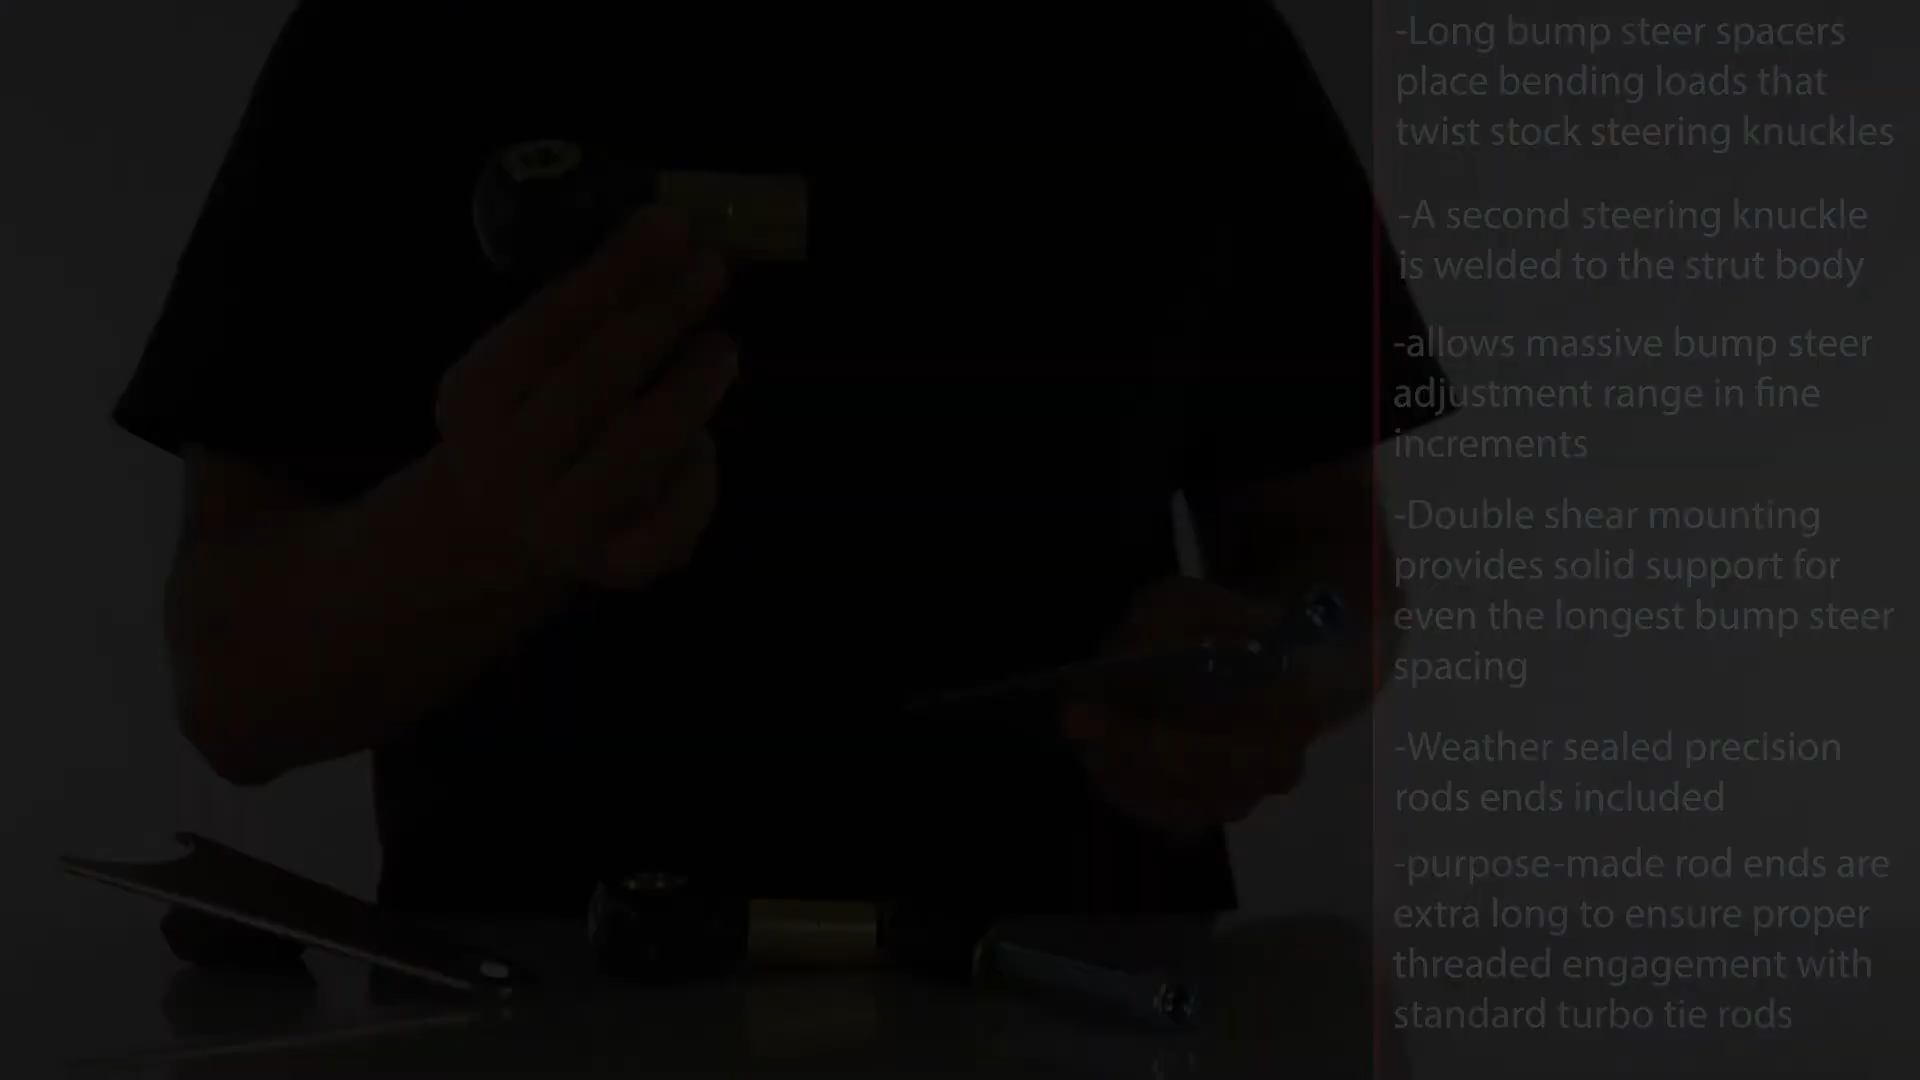 -Long bump steer spacers
place bending loads that
twist stock steering knuckles
-A second steering knuckle
is welded to the strut body
-allows massive bump steer
adjustment range in fine
increments
-Double shear mounting
provides solid support for
even the longest bump steer
spacing
-Weather sealed precision
rods ends included
-purpose-made rod ends are
extra long to ensure proper
threaded engagement with
standard turbo tie rods